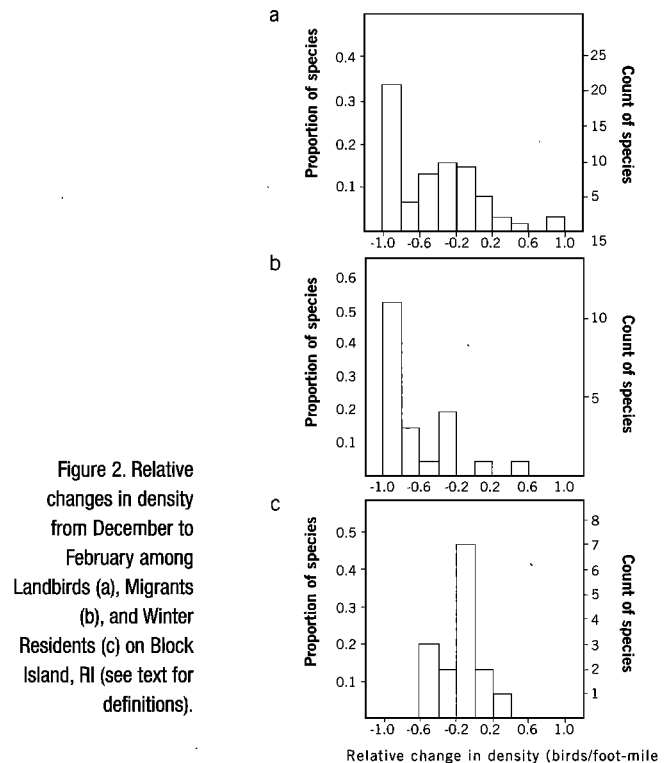 a
Proportion of species
0.4
0.3
0.2
0.1
25
20
15
10
5
Count of species
-1.0 -0.6 -0.2 0.2 0.6 1.0 15
b
Proportion of species
0.6
0.5
0.4
0.3
0.2
0.1
10
5
Count of species
-1.0 -0.6 -0.2 0.2 0.6 1.0
c
Proportion of species
0.5
0.4
0.3
0.2
0.1
8
7
6
5
4
3
2
1
Count of species
-1.0 -0.6 -0.2 0.2 0.6 1.0
Relative change in density (birds/foot-mile
Figure 2. Relative
changes in density
from December to
February among
Landbirds (a), Migrants
(b), and Winter
Residents (c) on Block
Island, RI (see text for
definitions).